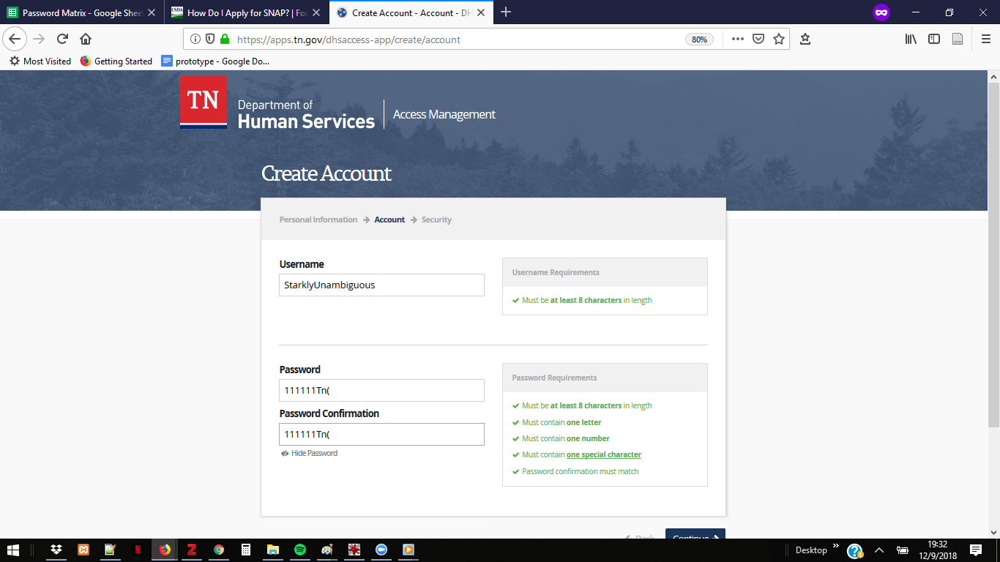 Password Matrix - Google Shee
How Do I Apply for SNAP? | Foo
Create Account - Account - DH
https://apps.tn.gov/dhsaccess-app/create/account
80%
Most Visited
Getting Started
prototype - Google Do...
TN
Department of
Human Services
Access Management
Create Account
Personal Information
Account
Security
Username
StarklyUnambiguous
Username Requirements
Must be at least 8 characters in length
Password
111111Tn(
Password Confirmation
111111Tn(
Hide Password
Password Requirements
Must be at least 8 characters in length
Must contain one letter
Must contain one number
Must contain one special character
Password confirmation must match
Back
Continue
Desktop
19:32
12/9/2018